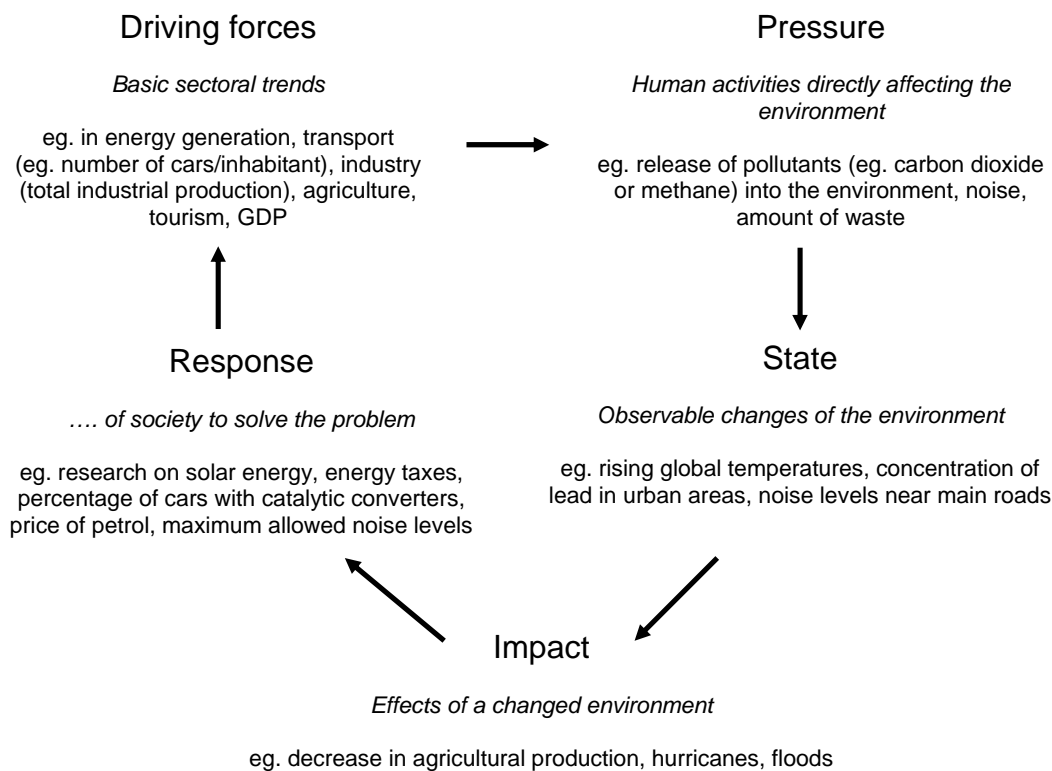 Driving forces
Basic sectoral trends
eg. in energy generation, transport
(eg. number of cars/inhabitant), industry
(total industrial production), agriculture,
tourism, GDP
Pressure
Human activities directly affecting the
environment
eg. release of pollutants (eg. carbon dioxide
or methane) into the environment, noise,
amount of waste
Response
…. of society to solve the problem
eg. research on solar energy, energy taxes,
percentage of cars with catalytic converters,
price of petrol, maximum allowed noise levels
State
Observable changes of the environment
eg. rising global temperatures, concentration of
lead in urban areas, noise levels near main roads
Impact
Effects of a changed environment
eg. decrease in agricultural production, hurricanes, floods